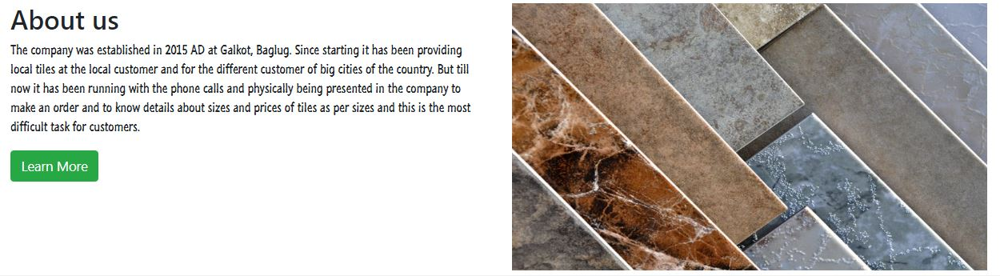 About us
The company was established in 2015 AD at Galkot, Baglug. Since starting it has been providing
local tiles at the local customer and for the different customer of big cities of the country. But till
now it has been running with the phone calls and physically being presented in the company to
make an order and to know details about sizes and prices of tiles as per sizes and this is the most
difficult task for customers.
Learn More